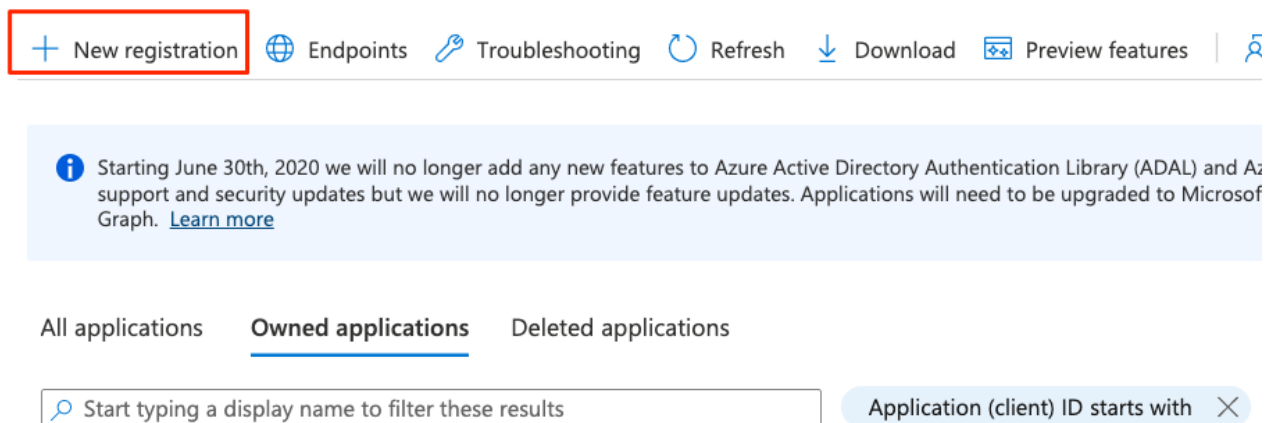 New registration Endpoints Troubleshooting Refresh Download Preview features
Starting June 30th, 2020 we will no longer add any new features to Azure Active Directory Authentication Library (ADAL) and
support and security updates but we will no longer provide feature updates. Applications will need to be upgraded to
Graph. Learn more
All applications Owned applications Deleted applications
Start typing a display name to filter these results Application (client) ID starts with